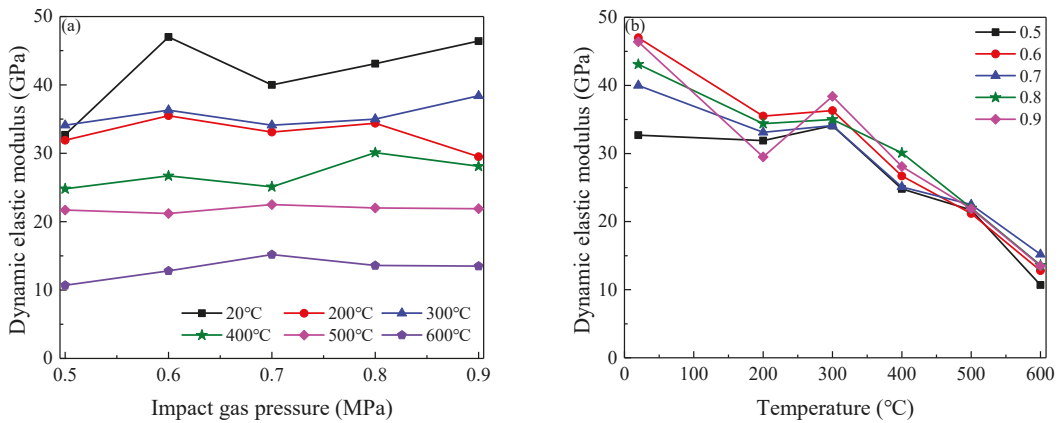 (a)
Dynamic elastic modulus (GPa)
50
40
30
20
10
0
20℃ 200℃ 300℃
400℃ 500℃ 600℃
0.5 0.6 0.7 0.8 0.9
Impact gas pressure (MPa)
(b)
Dynamic elastic modulus (GPa)
50
40
30
20
10
0
0.5
0.6
0.7
0.8
0.9
0 100 200 300 400 500 600
Temperature (℃)